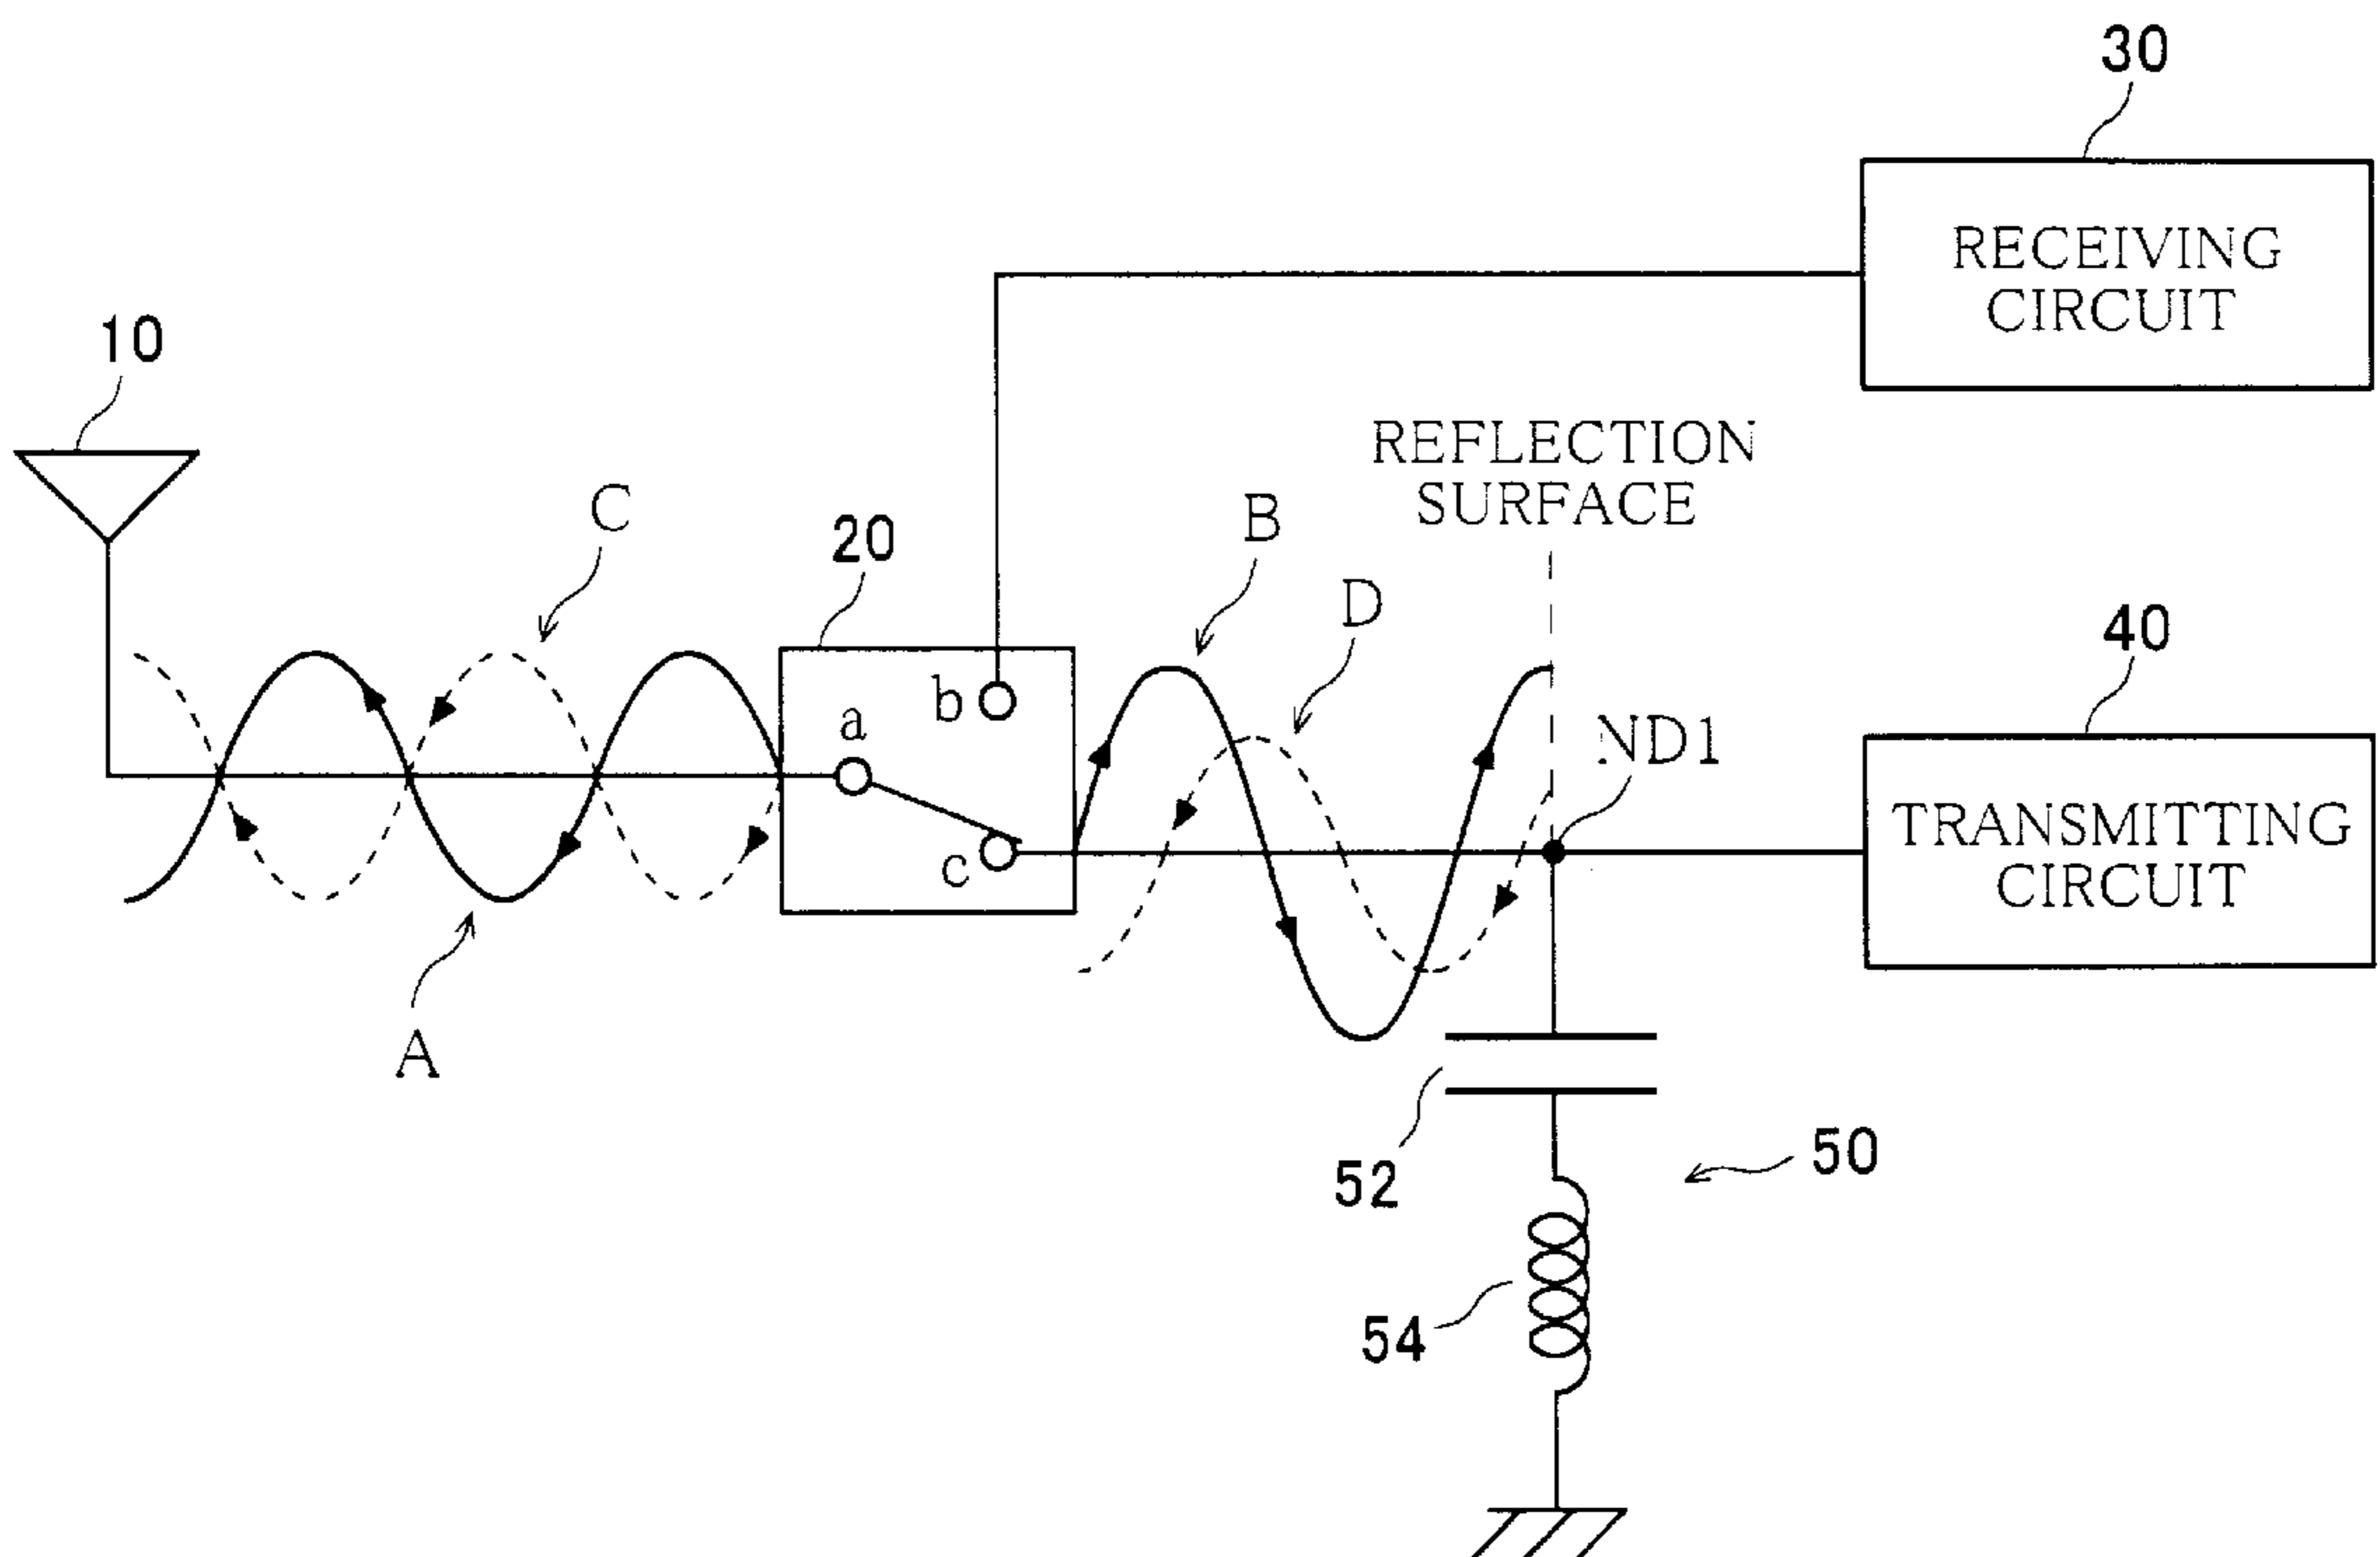 30
RECEIVING
CIRCUIT
10
REFLECTION
SURFACE
C
B
20
D
40
b
a
ND1
c
TRANSMITTING
CIRCUIT
A
52
50
54